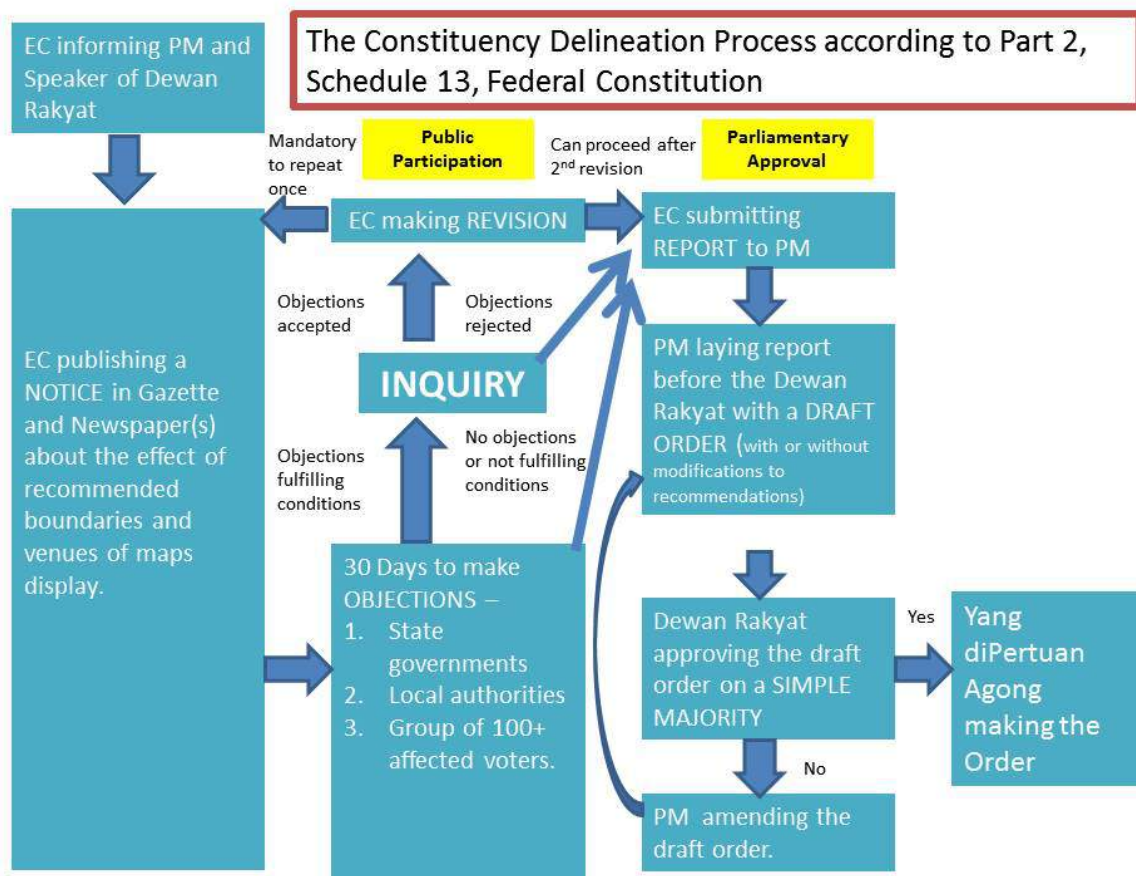 The Constituency Delineation Process according to Part 2,
Schedule 13, Federal Constitution
EC informing PM and
Speaker of Dewan
Rakyat
Mandatory
to repeat
once
Public
Participation
Can proceed after
2nd revision
Parliamentary
Approval
EC making REVISION
EC submitting
REPORT to PM
Objections
accepted
Objections
rejected
INQUIRY
EC publishing a
NOTICE in Gazette
and Newspaper(s)
about the effect of
recommended
boundaries and
venues of maps
display.
Objections
fulfilling
conditions
No objections
or not fulfilling
conditions
PM laying report
before the Dewan
Rakyat with a DRAFT
ORDER (with or without
modifications to
recommendations)
30 Days to make
OBJECTIONS –
1. State
governments
2. Local authorities
3. Group of 100+
affected voters.
Dewan Rakyat
approving the draft
order on a SIMPLE
MAJORITY
Yes
Yang
diPertuan
Agong
making the
Order
No
PM amending the
draft order.